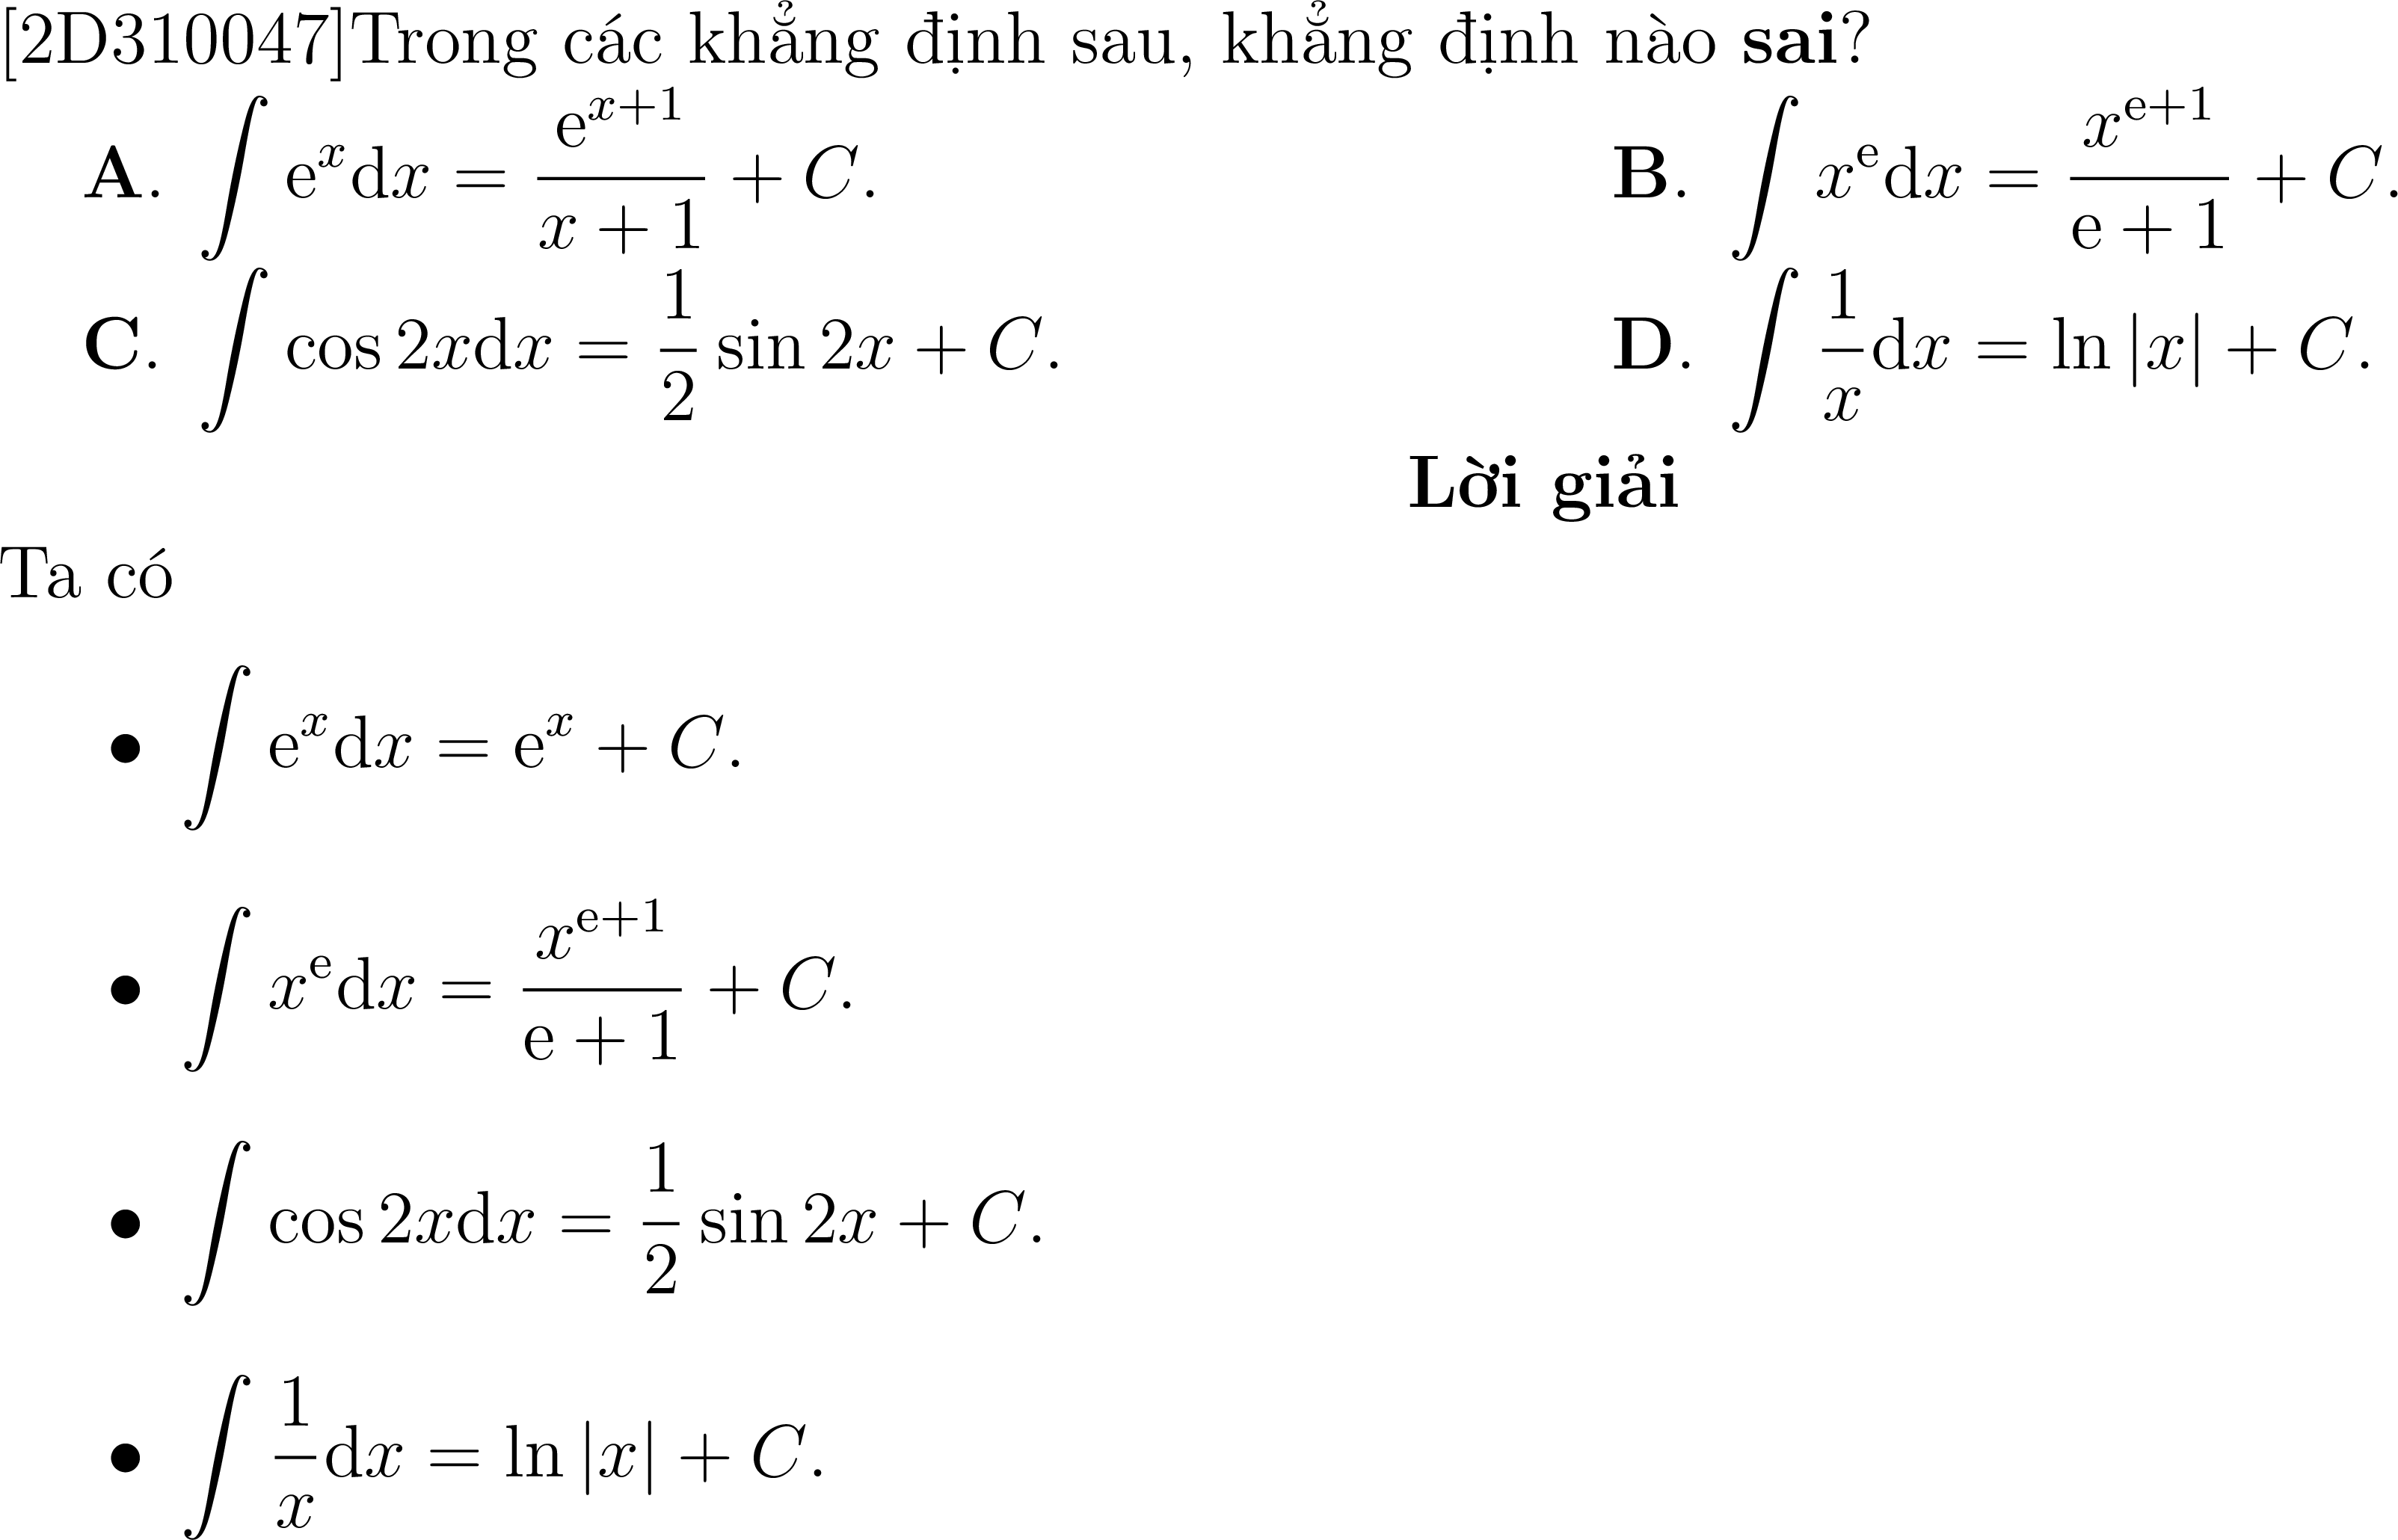 [2D310047]Trong các khẳng định sau, khẳng định nào sai?
A. $\int e^x dx = \frac{e^{x+1}}{x+1} + C.$ B. $\int x^e dx = \frac{x^{e+1}}{e+1} + C.$
C. $\int \cos 2x dx = \frac{1}{2} \sin 2x + C.$ D. $\int \frac{1}{x} dx = \ln |x| + C.$
Lời giải
Ta có
• $\int e^x dx = e^x + C.$
• $\int x^e dx = \frac{x^{e+1}}{e+1} + C.$
• $\int \cos 2x dx = \frac{1}{2} \sin 2x + C.$
• $\int \frac{1}{x} dx = \ln |x| + C.$